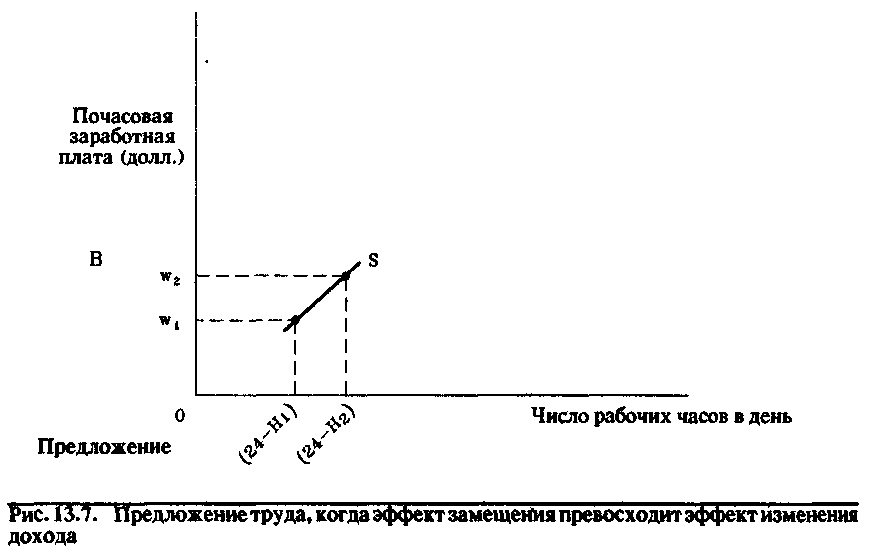 Почасовая
заработная
плата (долл.)
В
S
w₂
w₁
0
(24–H₁)
(24–H₂)
Число рабочих часов в день
Предложение
Рис. 13.7. Предложение труда, когда эффект замещения превосходит эффект изменения
дохода